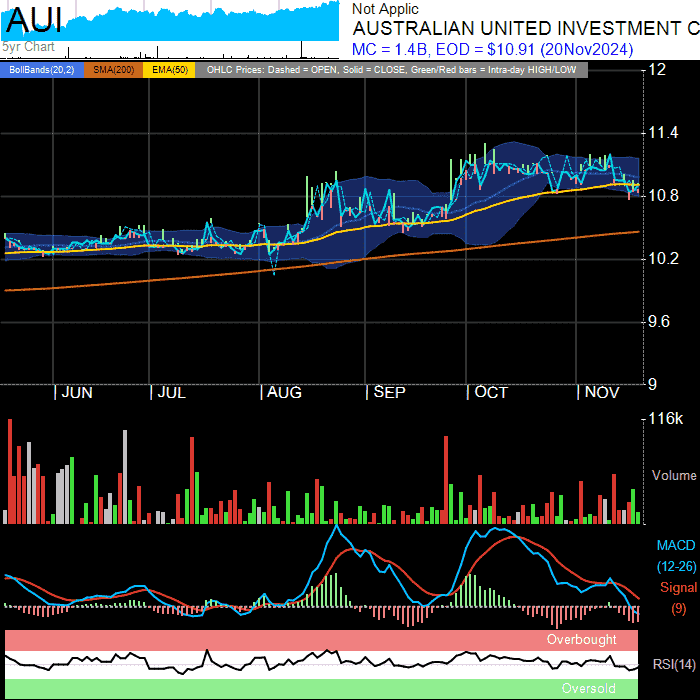 AUI
5yr Chart
Not Applic
AUSTRALIAN UNITED INVESTMENT C
MC = 1.4B, EOD = $10.91 (20Nov2024)
BollBands(20,2) SMA(200) EMA(50) OHLC Prices: Dashed = OPEN, Solid = CLOSE, Green/Red bars = Intra-day HIGH/LOW
12
11.4
10.8
10.2
9.6
9
| JUN | JUL | AUG | SEP | OCT | NOV
116k
Volume
MACD
(12-26)
Signal
(9)
Overbought
RSI(14)
Oversold